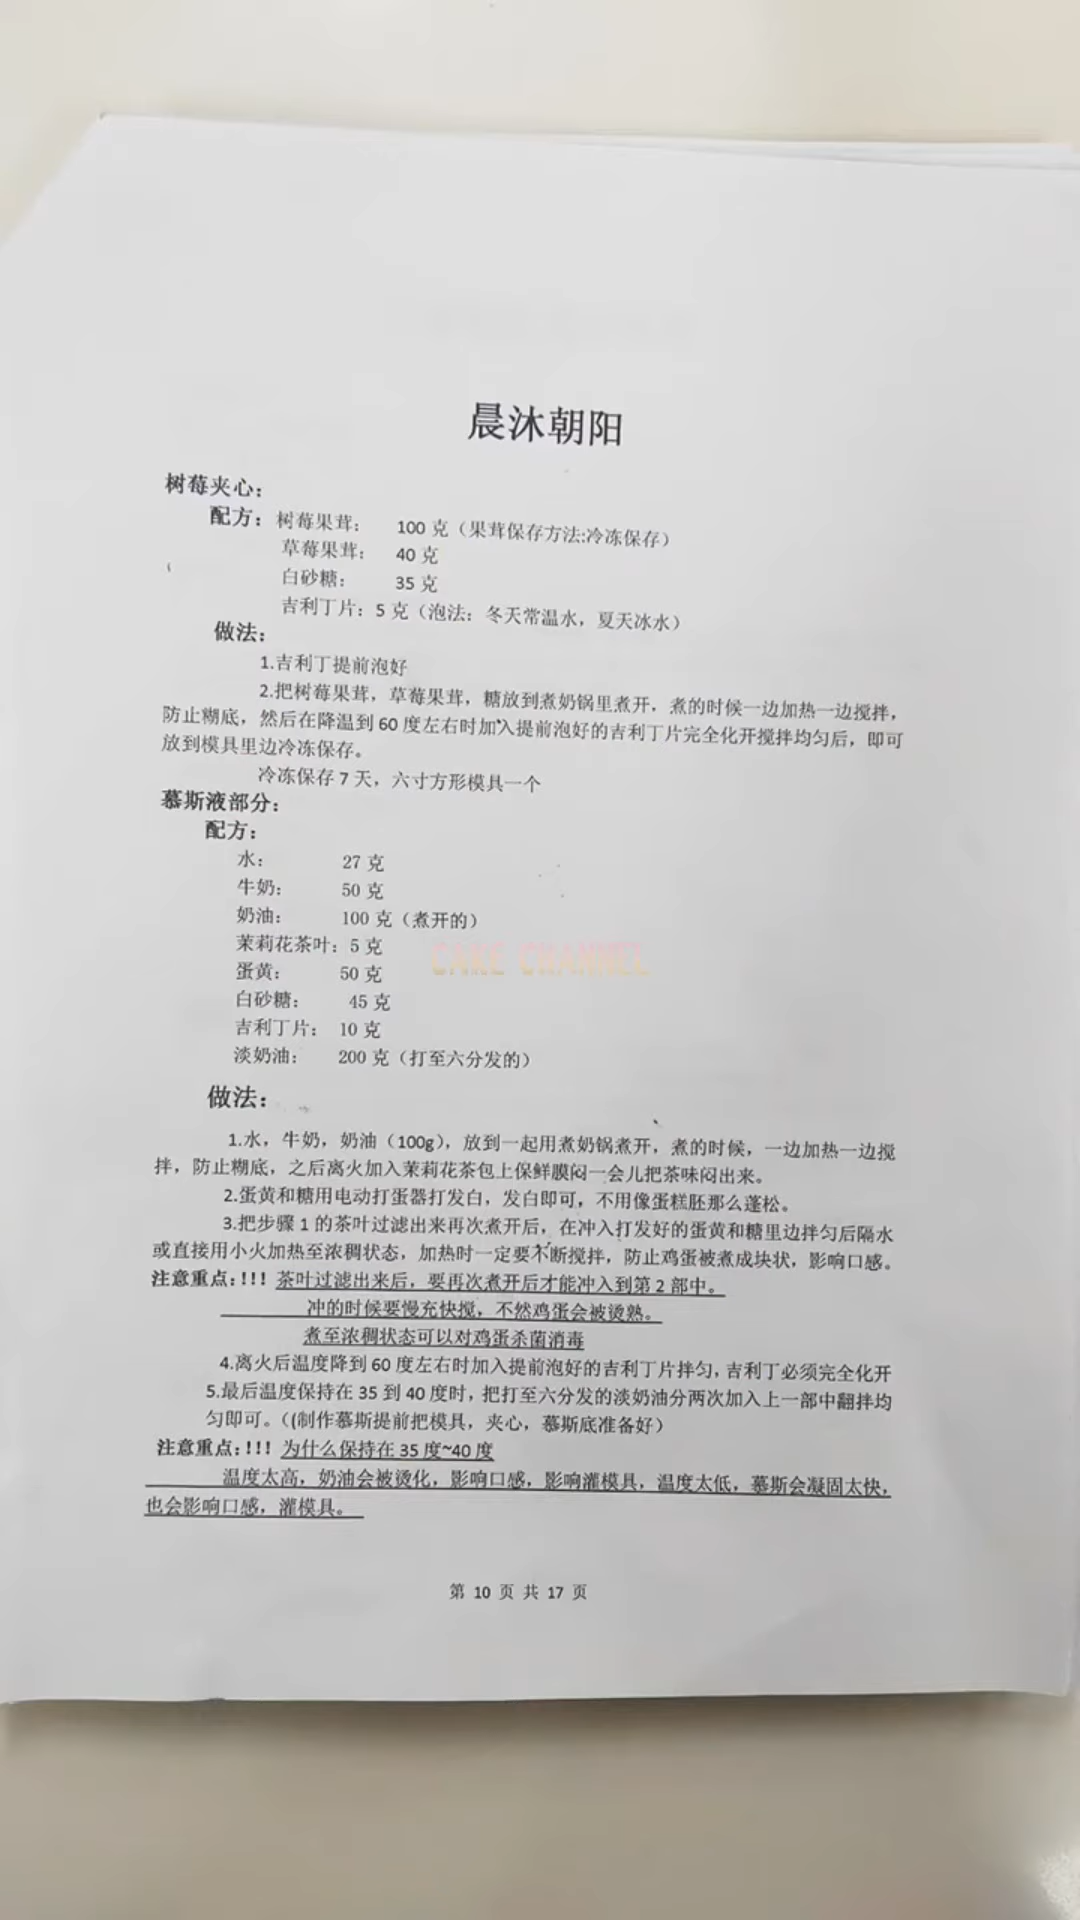 晨沐朝阳
树莓夹心：
配方：树莓果茸： 100 克（果茸保存方法:冷冻保存）
草莓果茸： 40 克
白砂糖： 35 克
吉利丁片：5 克（泡法：冬天常温水，夏天冰水）
做法：
1.吉利丁提前泡好
2.把树莓果茸，草莓果茸，糖放到煮奶锅里煮开，煮的时候一边加热一边搅拌，
防止糊底，然后在降温到 60 度左右时加入提前泡好的吉利丁片完全化开搅拌均匀后，即可
放到模具里边冷冻保存。
冷冻保存 7 天，六寸方形模具一个
慕斯液部分：
配方：
水： 27 克
牛奶： 50 克
奶油： 100 克（煮开的）
茉莉花茶叶：5 克
CAKE CHANNEL
蛋黄： 50 克
白砂糖： 45 克
吉利丁片： 10 克
淡奶油： 200 克（打至六分发的）
做法：
1.水，牛奶，奶油（100g），放到一起用煮奶锅煮开，煮的时候，一边加热一边搅
拌，防止糊底，之后离火加入茉莉花茶包上保鲜膜闷一会儿把茶味闷出来。
2.蛋黄和糖用电动打蛋器打发白，发白即可，不用像蛋糕胚那么蓬松。
3.把步骤 1 的茶叶过滤出来再次煮开后，在冲入打发好的蛋黄和糖里边拌匀后隔水
或直接用小火加热至浓稠状态，加热时一定要不断搅拌，防止鸡蛋被煮成块状，影响口感。
注意重点：!!! 茶叶过滤出来后，要再次煮开后才能冲入到第 2 部中。
冲的时候要慢充快搅，不然鸡蛋会被烫熟。
煮至浓稠状态可以对鸡蛋杀菌消毒
4.离火后温度降到 60 度左右时加入提前泡好的吉利丁片拌匀，吉利丁必须完全化开
5.最后温度保持在 35 到 40 度时，把打至六分发的淡奶油分两次加入上一部中翻拌均
匀即可。（(制作慕斯提前把模具，夹心，慕斯底准备好）
注意重点：!!! 为什么保持在 35 度~40 度
温度太高，奶油会被烫化，影响口感，影响灌模具，温度太低，慕斯会凝固太快，
也会影响口感，灌模具。
第 10 页 共 17 页